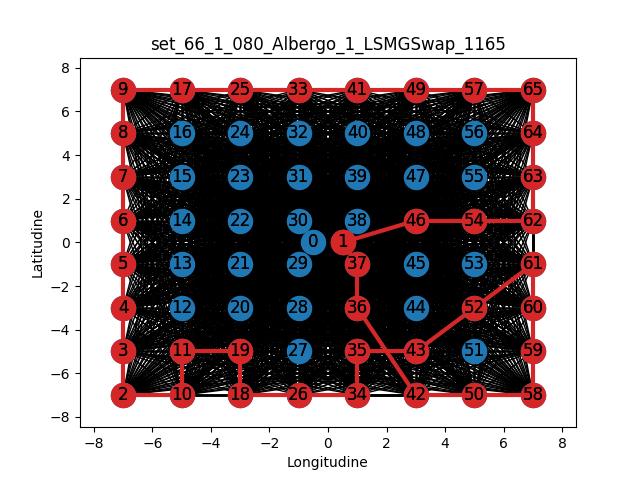 set_66_1_080_Albergo_1_LSMGSwap_1165
8
6
4
2
0
−2
−4
−6
−8
Latitudine
9 17 25 33 41 49 57 65
8 16 24 32 40 48 56 64
7 15 23 31 39 47 55 63
6 14 22 30 38 46 54 62
0 1
5 13 21 29 37 45 53 61
4 12 20 28 36 44 52 60
3 11 19 27 35 43 51 59
2 10 18 26 34 42 50 58
−8 −6 −4 −2 0 2 4 6 8
Longitudine